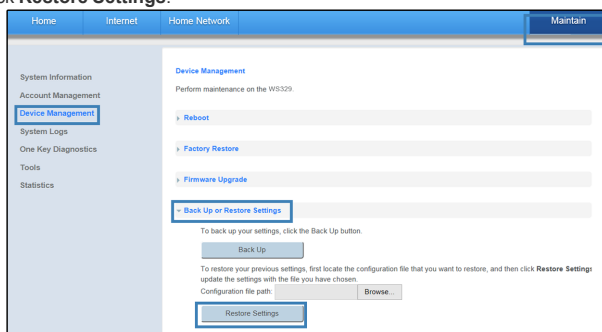 k Restore Settings.
Home Internet Home Network Maintain
System Information
Account Management
Device Management
System Logs
One Key Diagnostics
Tools
Statistics
Device Management
Perform maintenance on the WS329.
Reboot
Factory Restore
Firmware Upgrade
Back Up or Restore Settings
To back up your settings, click the Back Up button.
Back Up
To restore your previous settings, first locate the configuration file that you want to restore, and then click Restore Settings
update the settings with the file you have chosen.
Configuration file path: Browse...
Restore Settings